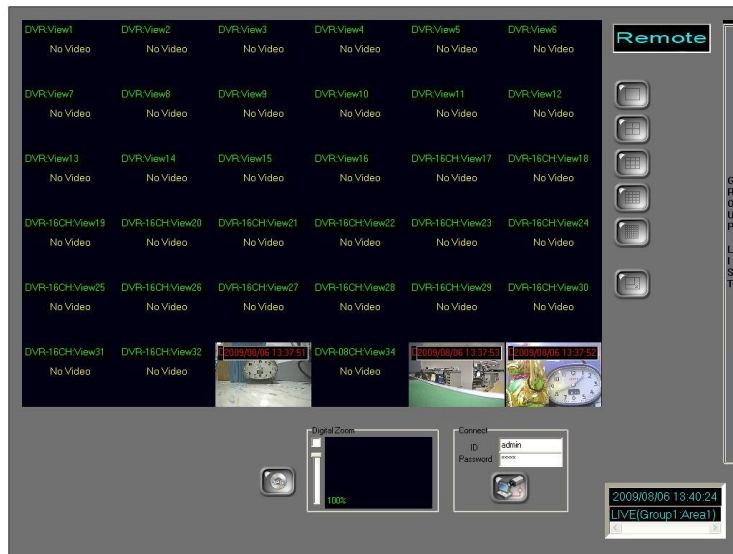 DVR:View1 DVR:View2 DVR:View3 DVR:View4 DVR:View5 DVR:View6
No Video No Video No Video No Video No Video No Video
DVR:View7 DVR:View8 DVR:View9 DVR:View10 DVR:View11 DVR:View12
No Video No Video No Video No Video No Video No Video
DVR:View13 DVR:View14 DVR:View15 DVR:View16 DVR-16CH:View17 DVR-16CH:View18
No Video No Video No Video No Video No Video No Video
DVR-16CH:View19 DVR-16CH:View20 DVR-16CH:View21 DVR-16CH:View22 DVR-16CH:View23 DVR-16CH:View24
No Video No Video No Video No Video No Video No Video
DVR-16CH:View25 DVR-16CH:View26 DVR-16CH:View27 DVR-16CH:View28 DVR-16CH:View29 DVR-16CH:View30
No Video No Video No Video No Video No Video No Video
DVR-16CH:View31 DVR-16CH:View32 2009/08/06 13:37:51 DVR-08CH:View34 2009/08/06 13:37:53 2009/08/06 13:37:52
No Video No Video No Video
Remote
GROUP LIST
Digital Zoom
100%
Connect
ID admin
Password ****
2009/08/06 13:40:24
LIVE(Group1:Area1)